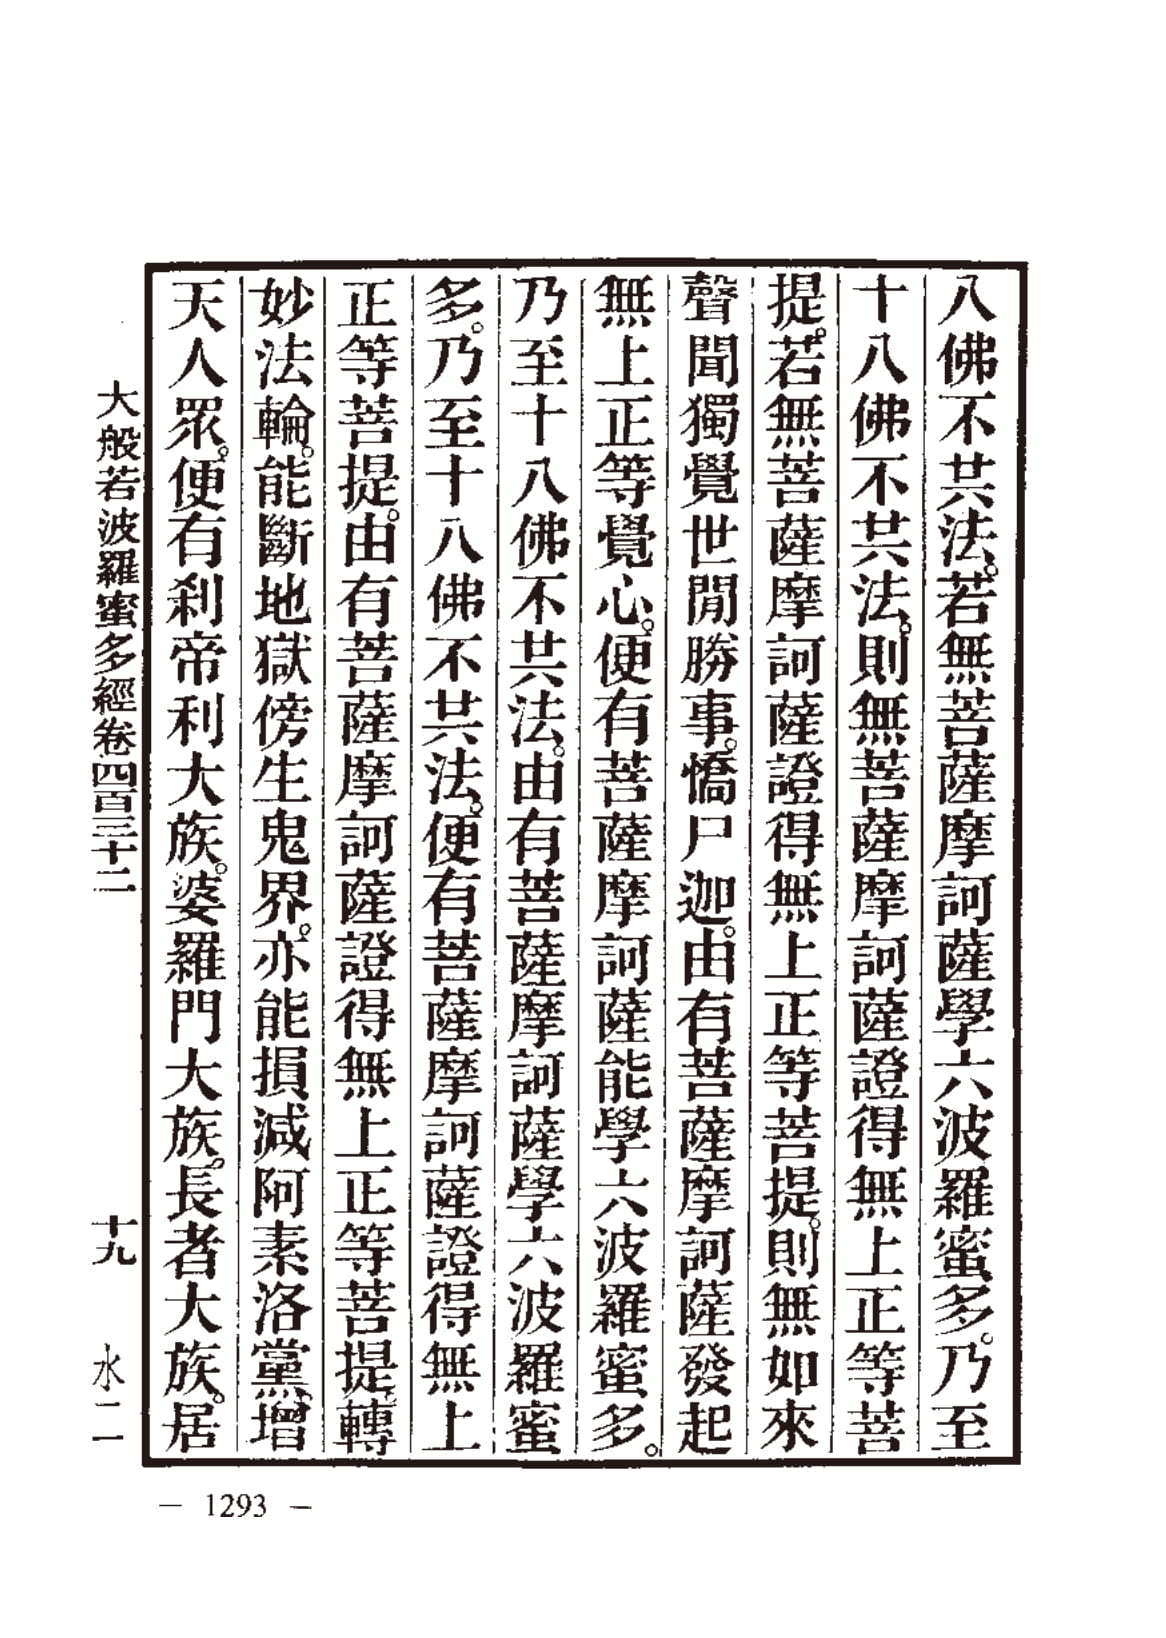 八佛不共法。若無菩薩摩訶薩學六波羅蜜多。乃至
十八佛不共法。則無菩薩摩訶薩證得無上正等菩
提。若無菩薩摩訶薩證得無上正等菩提。則無如來
聲聞獨覺世閒勝事。憍尸迦。由有菩薩摩訶薩發起
無上正等覺心。便有菩薩摩訶薩能學六波羅蜜多。
乃至十八佛不共法。由有菩薩摩訶薩學六波羅蜜
多。乃至十八佛不共法。便有菩薩摩訶薩證得無上
正等菩提。由有菩薩摩訶薩證得無上正等菩提。轉
妙法輪。能斷地獄傍生鬼界。亦能損減阿素洛黨。增
天人眾。便有剎帝利大族。婆羅門大族。長者大族。居
大般若波羅蜜多經卷四百三十二 十九 水二
— 1293 —